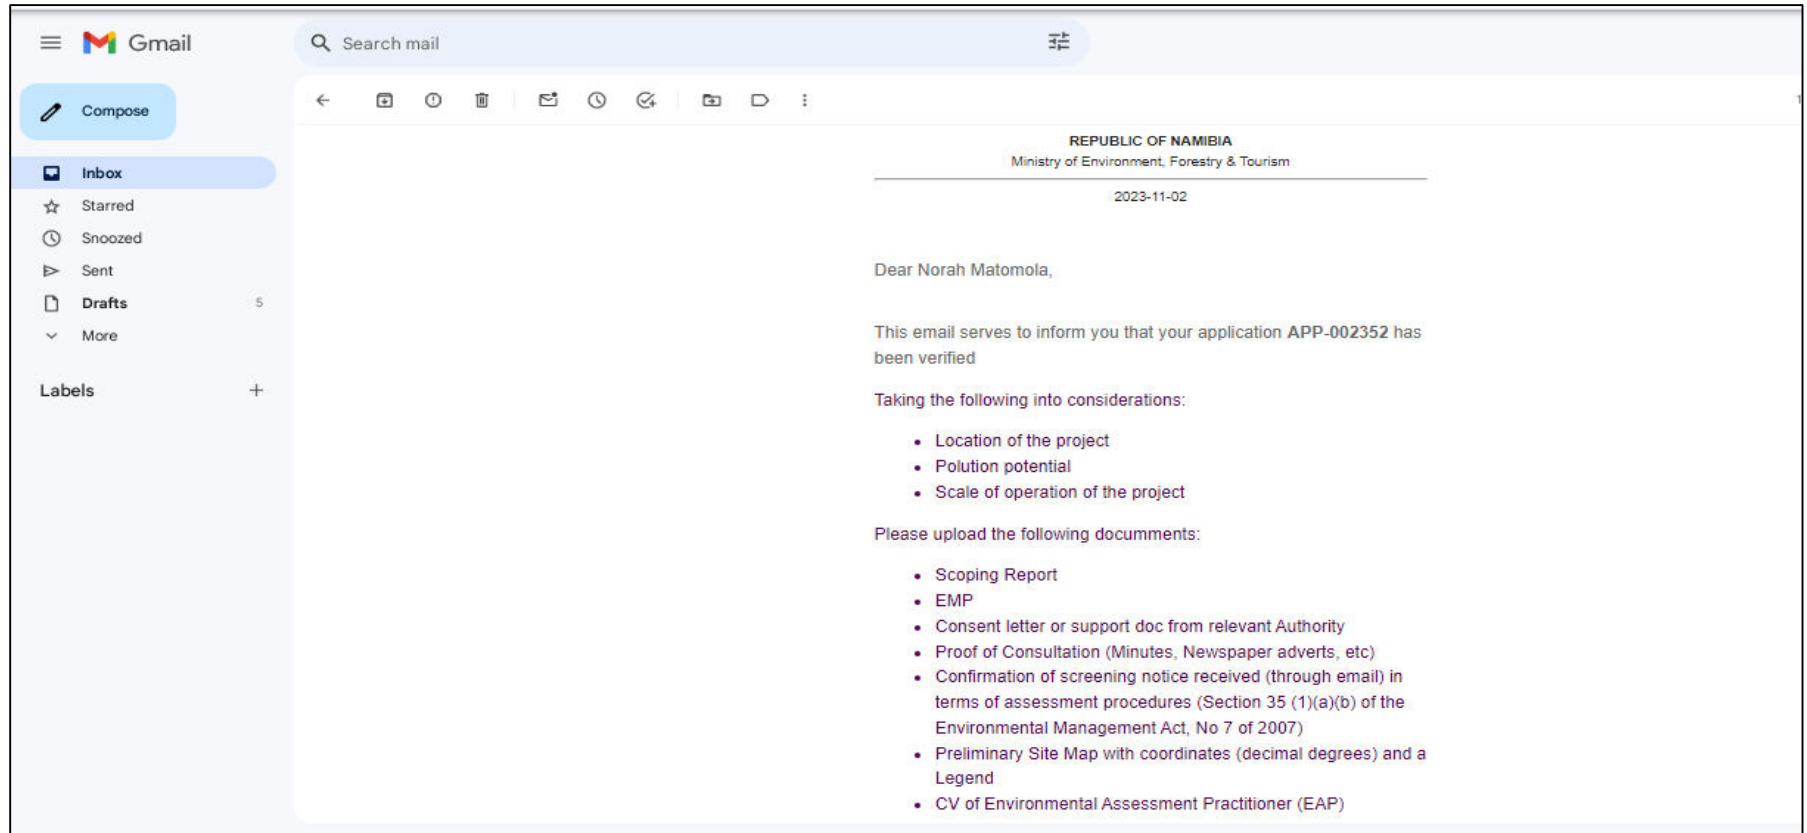 Gmail
Search mail
Compose
Inbox
Starred
Snoozed
Sent
Drafts 5
More
Labels
REPUBLIC OF NAMIBIA
Ministry of Environment, Forestry & Tourism
2023-11-02
Dear Norah Matomola,
This email serves to inform you that your application APP-002352 has
been verified
Taking the following into considerations:
• Location of the project
• Polution potential
• Scale of operation of the project
Please upload the following documments:
• Scoping Report
• EMP
• Consent letter or support doc from relevant Authority
• Proof of Consultation (Minutes, Newspaper adverts, etc)
• Confirmation of screening notice received (through email) in
terms of assessment procedures (Section 35 (1)(a)(b) of the
Environmental Management Act, No 7 of 2007)
• Preliminary Site Map with coordinates (decimal degrees) and a
Legend
• CV of Environmental Assessment Practitioner (EAP)